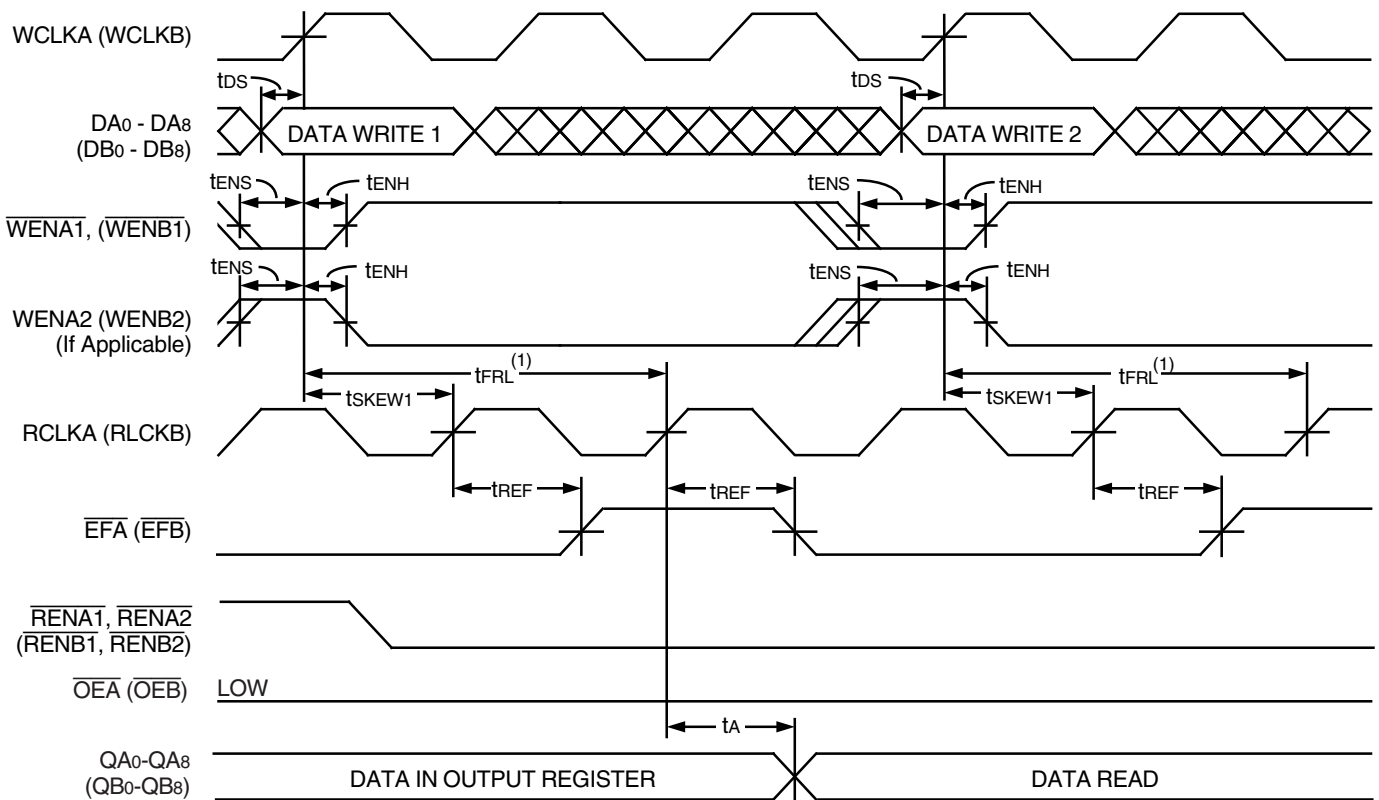 WCLKA (WCLKB)
tDS
tDS
DA0 - DA8
(DB0 - DB8)
DATA WRITE 1
DATA WRITE 2
tENS
tENH
tENS
tENH
WENA1, (WENB1)
tENS
tENH
tENS
tENH
WENA2 (WENB2)
(If Applicable)
tFRL(1)
tFRL(1)
tSKEW1
tSKEW1
RCLKA (RLCKB)
tREF
tREF
tREF
EFA (EFB)
RENA1, RENA2
(RENB1, RENB2)
OEA (OEB)
LOW
tA
QA0-QA8
(QB0-QB8)
DATA IN OUTPUT REGISTER
DATA READ